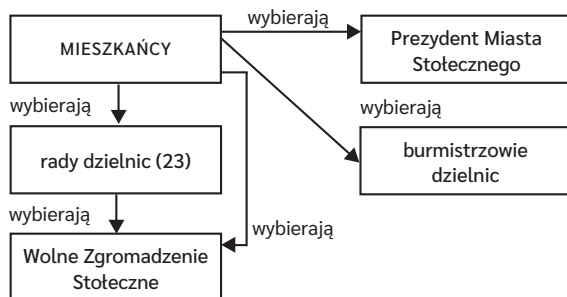 wybierają
MIESZKAŃCY
Prezydent Miasta
Stołecznego
wybierają
wybierają
rady dzielnic (23)
burmistrzowie
dzielnic
wybierają
wybierają
Wolne Zgromadzenie
Stołeczne